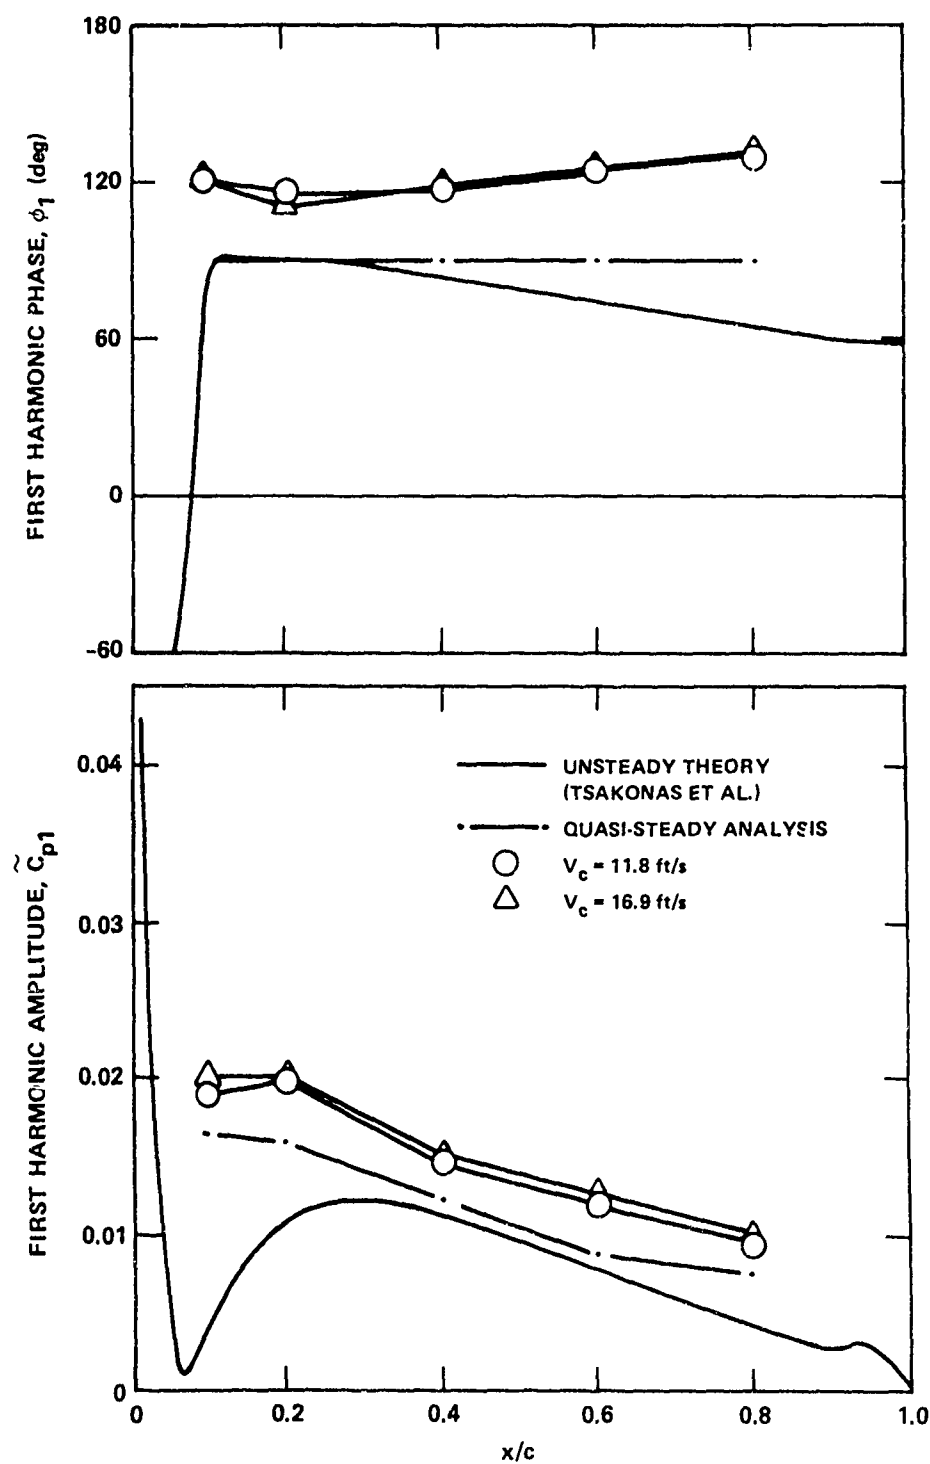 180
120
60
0
-60
FIRST HARMONIC PHASE, ϕ1 (deg)
0.04
0.03
0.02
0.01
0
FIRST HARMONIC AMPLITUDE, C̃p1
UNSTEADY THEORY
(TSAKONAS ET AL.)
QUASI-STEADY ANALYSIS
Vc = 11.8 ft/s
Vc = 16.9 ft/s
0 0.2 0.4 0.6 0.8 1.0
x/c